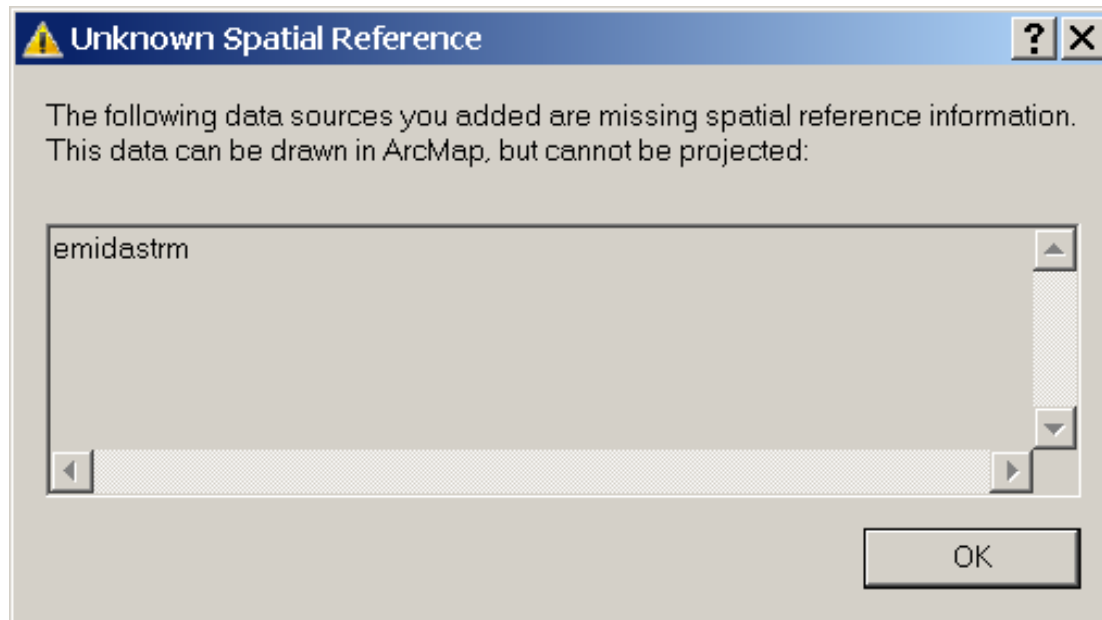 Unknown Spatial Reference
The following data sources you added are missing spatial reference information.
This data can be drawn in ArcMap, but cannot be projected:
emidastrm
OK